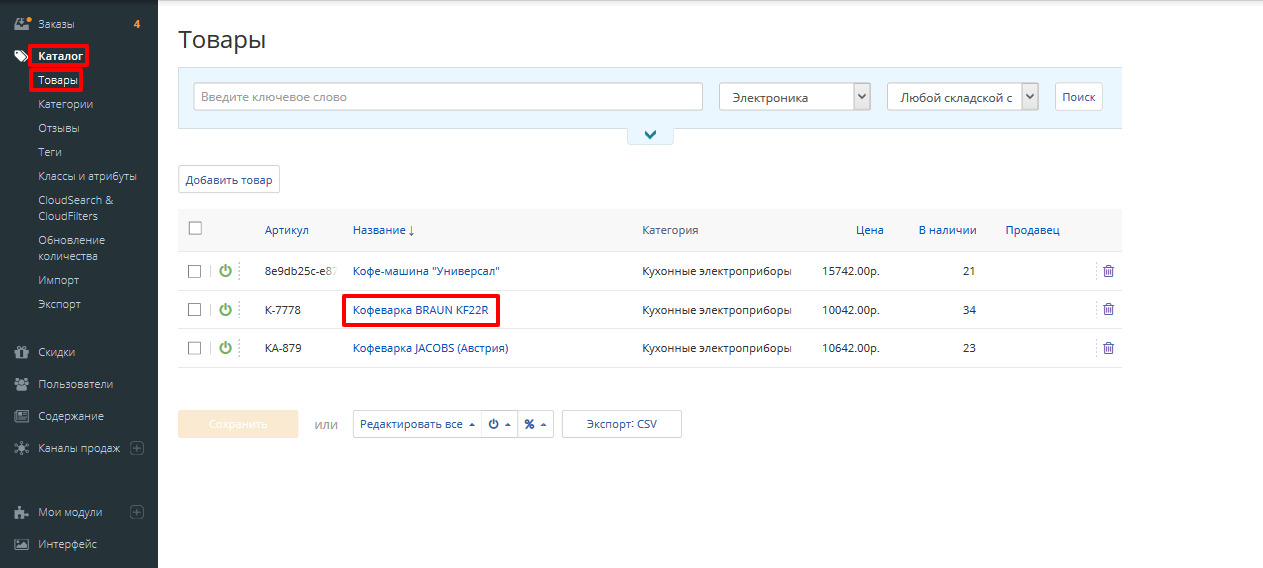 Заказы 4
Каталог
Товары
Категории
Отзывы
Теги
Классы и атрибуты
CloudSearch &
CloudFilters
Обновление
количества
Импорт
Экспорт
Скидки
Пользователи
Содержание
Каналы продаж
Мои модули
Интерфейс
Товары
Введите ключевое слово Электроника Любой складской с Поиск
Добавить товар
Артикул Название ↓ Категория Цена В наличии Продавец
8e9db25c-e87 Кофе-машина "Универсал" Кухонные электроприборы 15742.00р. 21
К-7778 Кофеварка BRAUN KF22R Кухонные электроприборы 10042.00р. 34
КА-879 Кофеварка JACOBS (Австрия) Кухонные электроприборы 10642.00р. 23
Сохранить или Редактировать все % Экспорт: CSV